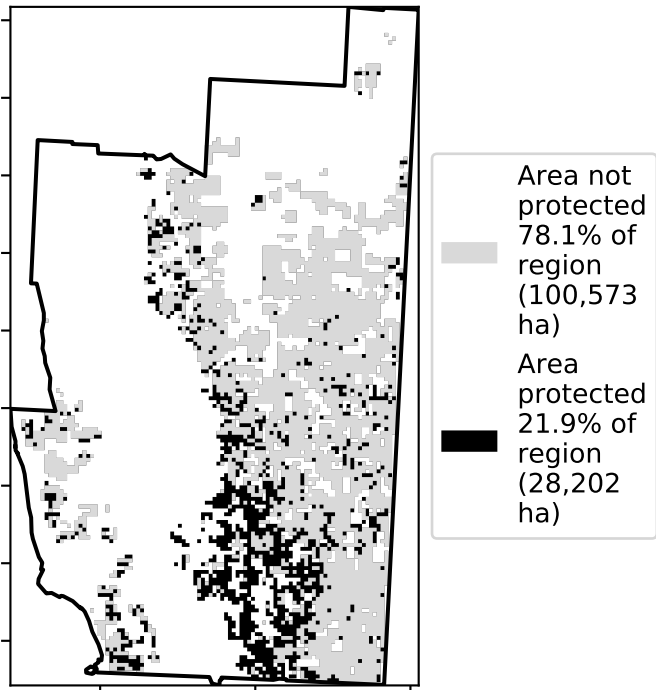 Area not
protected
78.1% of
region
(100,573
ha)
Area
protected
21.9% of
region
(28,202
ha)